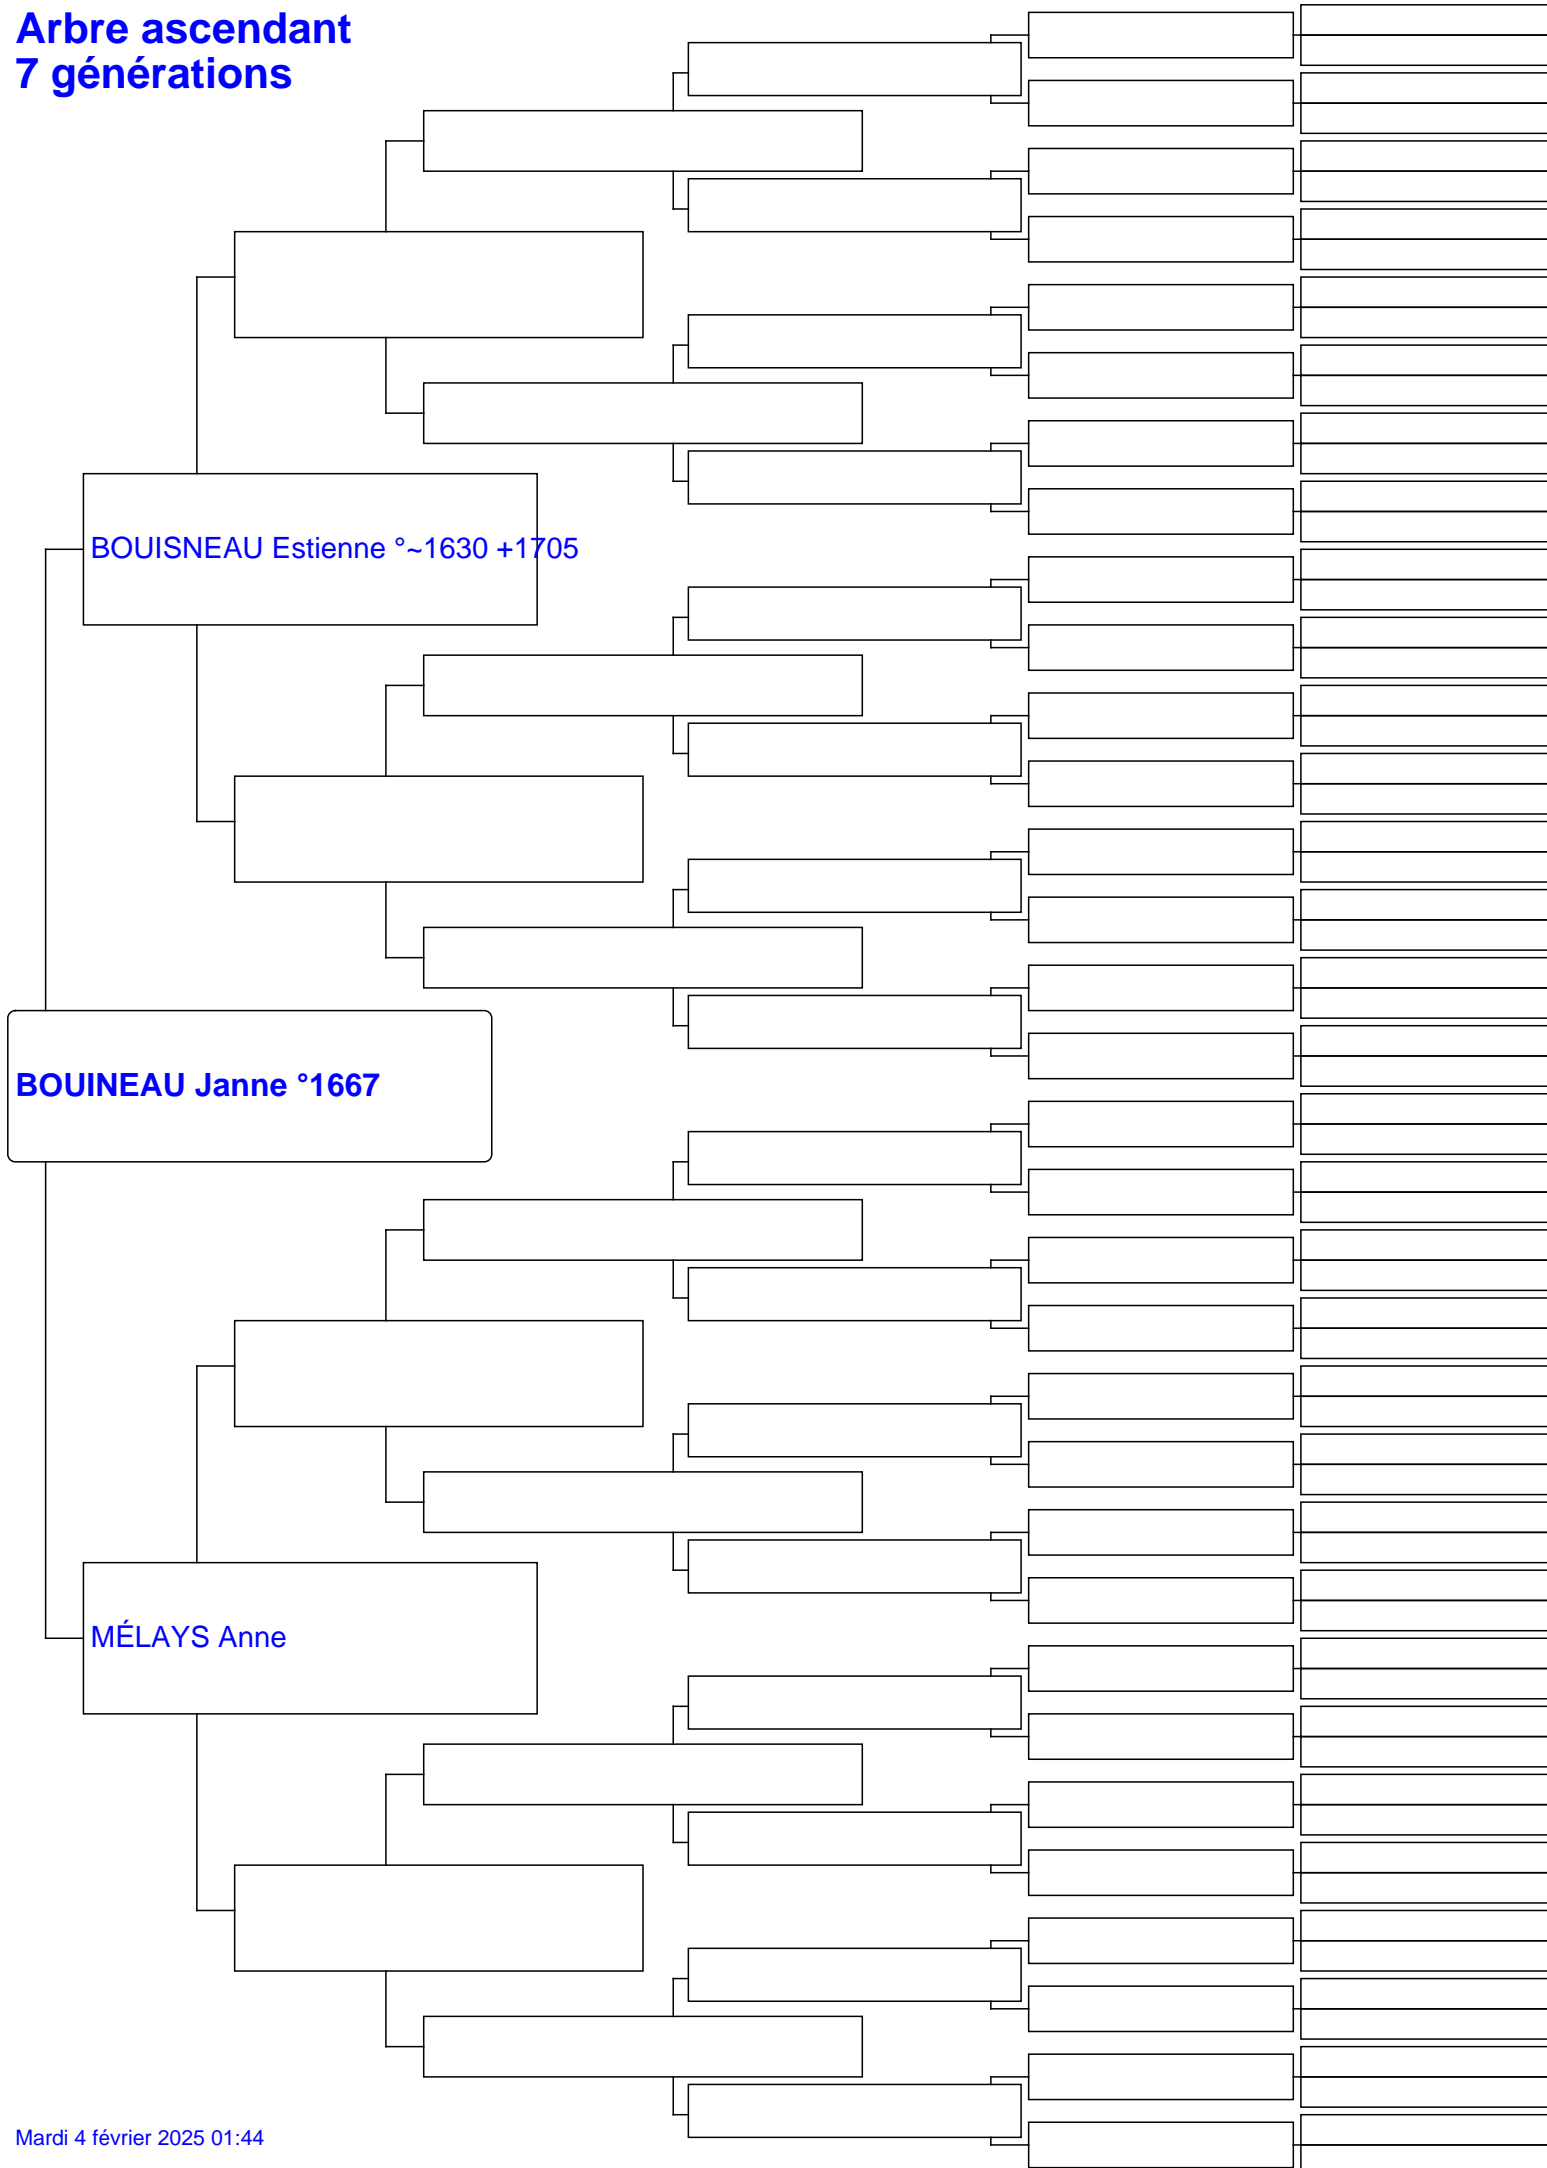 Arbre ascendant
7 générations
BOUISNEAU Estienne °~1630 +1705
BOUINEAU Janne °1667
MÉLAYS Anne
Mardi 4 février 2025 01:44